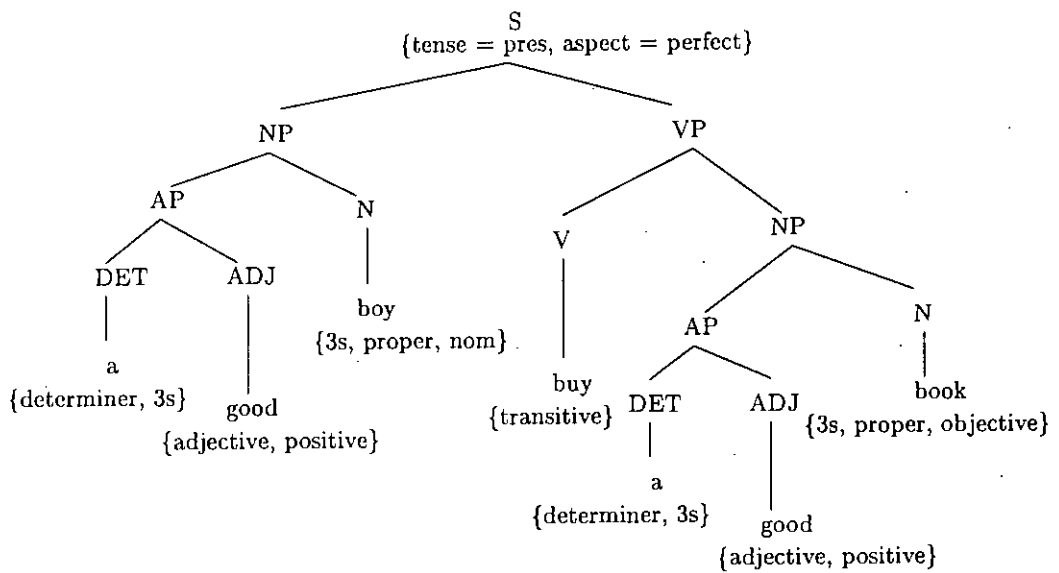 S
{tense = pres, aspect = perfect}
NP VP
AP N
V NP
DET ADJ
boy
{3s, proper, nom}
AP N
a
{determiner, 3s}
good
{adjective, positive}
buy
{transitive}
DET ADJ
book
{3s, proper, objective}
a
{determiner, 3s}
good
{adjective, positive}